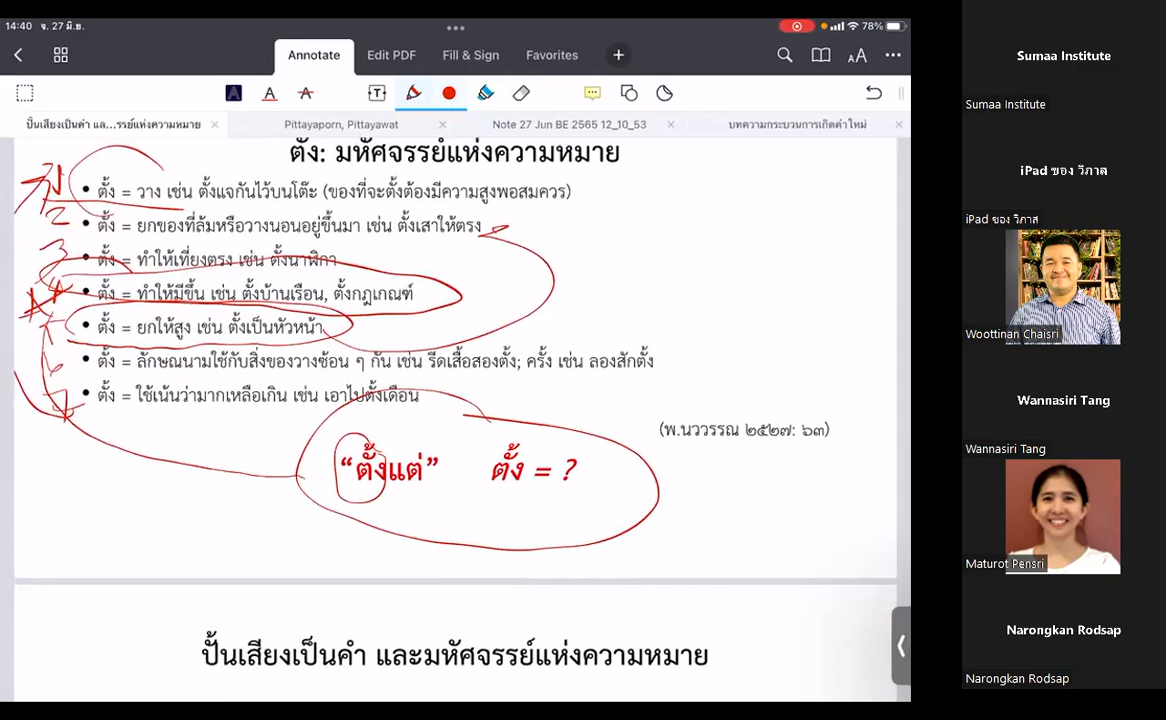 14:40 จ. 27 มิ.ย.
78%
Annotate
Edit PDF
Fill & Sign
Favorites
ปั้นเสียงเป็นคำ แล...รรย์แห่งความหมาย
Pittayaporn, Pittayawat
Note 27 Jun BE 2565 12_10_53
บทความกระบวนการเกิดคำใหม่
ตั้ง: มหัศจรรย์แห่งความหมาย
• ตั้ง = วาง เช่น ตั้งแจกันไว้บนโต๊ะ (ของที่จะตั้งต้องมีความสูงพอสมควร)
2
• ตั้ง = ยกของที่ล้มหรือวางนอนอยู่ขึ้นมา เช่น ตั้งเสาให้ตรง
3
• ตั้ง = ทำให้เที่ยงตรง เช่น ตั้งนาฬิกา
• ตั้ง = ทำให้มีขึ้น เช่น ตั้งบ้านเรือน, ตั้งกฎเกณฑ์
• ตั้ง = ยกให้สูง เช่น ตั้งเป็นหัวหน้า
6
• ตั้ง = ลักษณนามใช้กับสิ่งของวางซ้อน ๆ กัน เช่น รีดเสื้อสองตั้ง; ครั้ง เช่น ลองสักตั้ง
7
• ตั้ง = ใช้เน้นว่ามากเหลือเกิน เช่น เอาไปตั้งเดือน
(พ.นววรรณ ๒๕๒๗: ๖๓)
“ตั้งแต่” ตั้ง = ?
ปั้นเสียงเป็นคำ และมหัศจรรย์แห่งความหมาย
Sumaa Institute
Sumaa Institute
iPad ของ วิภาส
iPad ของ วิภาส
Woottinan Chaisri
Wannasiri Tang
Wannasiri Tang
Maturot Pensri
Narongkan Rodsap
Narongkan Rodsap